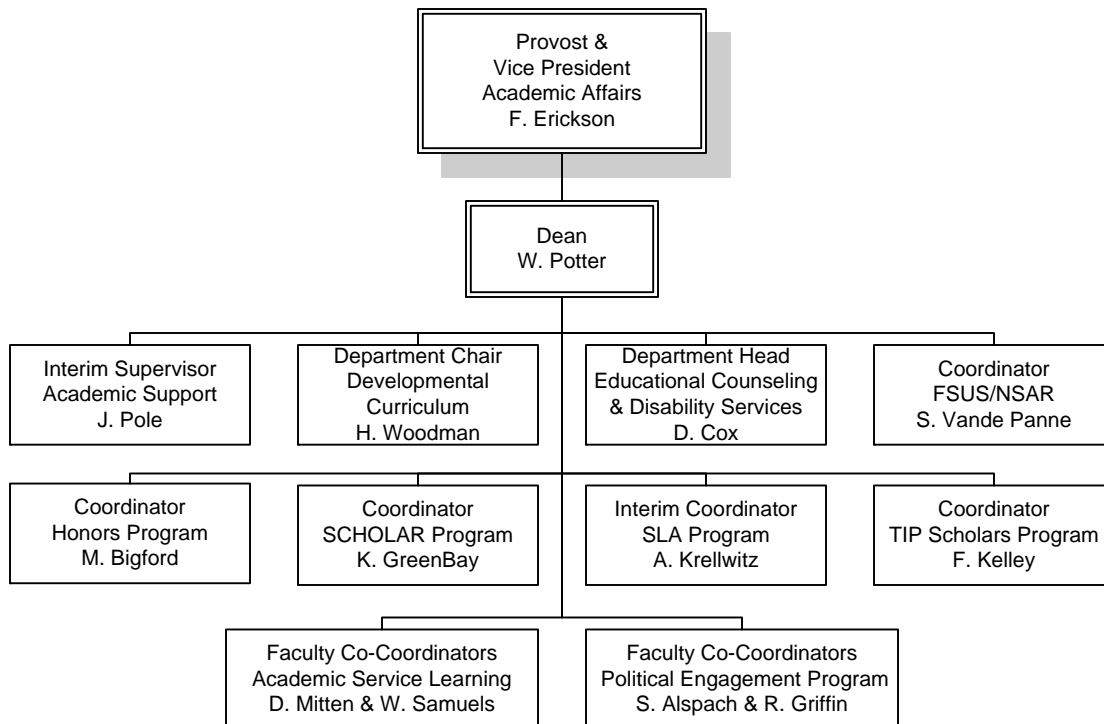 Provost &
Vice President
Academic Affairs
F. Erickson
Dean
W. Potter
Interim Supervisor
Academic Support
J. Pole
Department Chair
Developmental
Curriculum
H. Woodman
Department Head
Educational Counseling
& Disability Services
D. Cox
Coordinator
FSUS/NSAR
S. Vande Panne
Coordinator
Honors Program
M. Bigford
Coordinator
SCHOLAR Program
K. GreenBay
Interim Coordinator
SLA Program
A. Krellwitz
Coordinator
TIP Scholars Program
F. Kelley
Faculty Co-Coordinators
Academic Service Learning
D. Mitten & W. Samuels
Faculty Co-Coordinators
Political Engagement Program
S. Alspach & R. Griffin